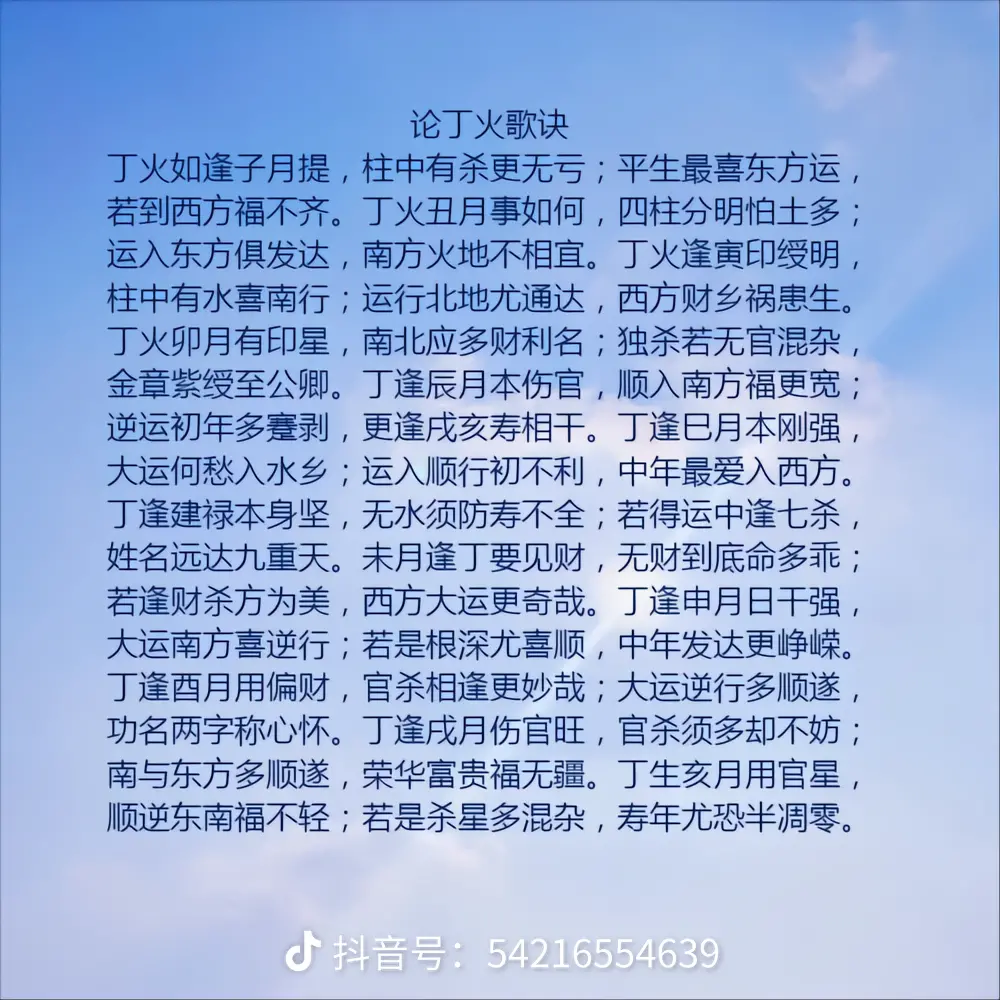 论丁火歌诀
丁火如逢子月提，柱中有杀更无亏；平生最喜东方运，
若到西方福不齐。丁火丑月事如何，四柱分明怕土多；
运入东方俱发达，南方火地不相宜。丁火逢寅印绶明，
柱中有水喜南行；运行北地尤通达，西方财乡祸患生。
丁火卯月有印星，南北应多财利名；独杀若无官混杂，
金章紫绶至公卿。丁逢辰月本伤官，顺入南方福更宽；
逆运初年多蹇剥，更逢戌亥寿相干。丁逢巳月本刚强，
大运何愁入水乡；运入顺行初不利，中年最爱入西方。
丁逢建禄本身坚，无水须防寿不全；若得运中逢七杀，
姓名远达九重天。未月逢丁要见财，无财到底命多乖；
若逢财杀方为美，西方大运更奇哉。丁逢申月日干强，
大运南方喜逆行；若是根深尤喜顺，中年发达更峥嵘。
丁逢酉月用偏财，官杀相逢更妙哉；大运逆行多顺遂，
功名两字称心怀。丁逢戌月伤官旺，官杀须多却不妨；
南与东方多顺遂，荣华富贵福无疆。丁生亥月用官星，
顺逆东南福不轻；若是杀星多混杂，寿年尤恐半凋零。
抖音号：54216554639